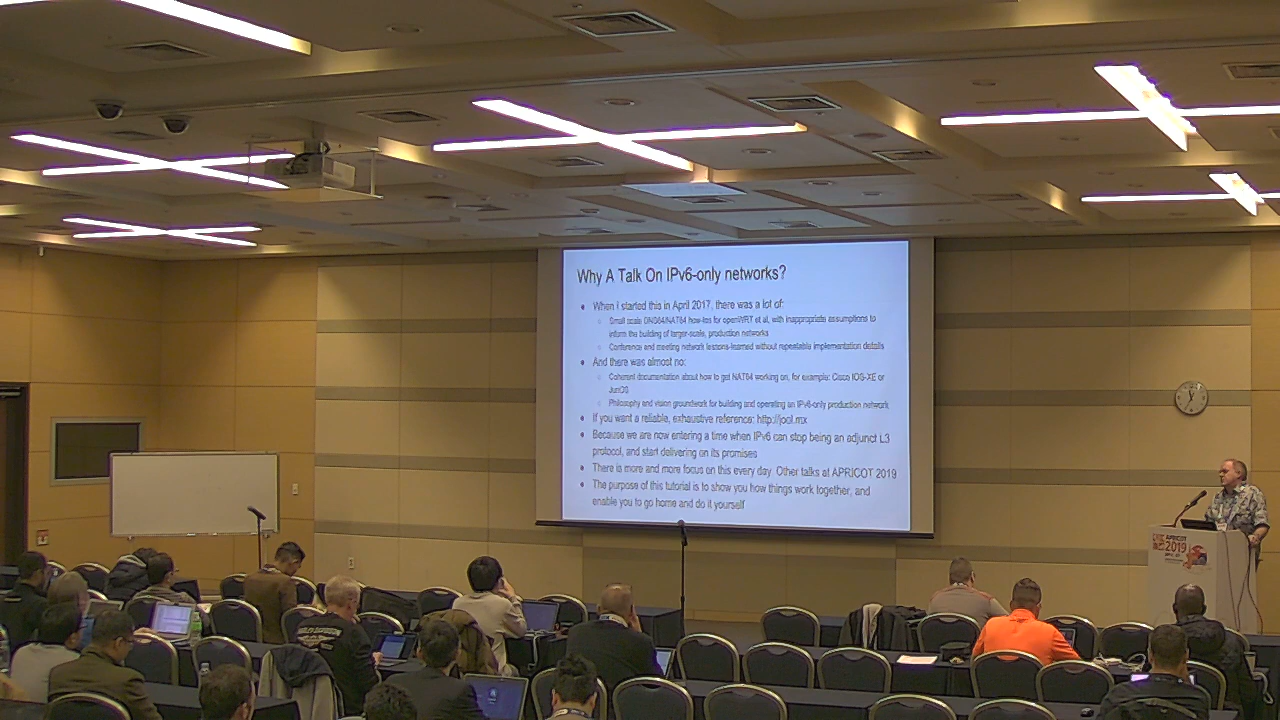 Why A Talk On IPv6-only networks?
When I started this in April 2017, there was a lot of:
Small scale DNS64/NAT64 how-tos for openWRT et al, with inappropriate assumptions to
inform the building of larger-scale, production networks
Conference and meeting network lessons-learned without repeatable implementation details
And there was almost no:
Coherent documentation about how to get NAT64 working on, for example: Cisco IOS-XE or
JunOS
Philosophy and vision groundwork for building and operating an IPv6-only production network
If you want a reliable, exhaustive reference: http://jool.mx
Because we are now entering a time when IPv6 can stop being an adjunct L3
protocol, and start delivering on its promises
There is more and more focus on this every day. Other talks at APRICOT 2019
The purpose of this tutorial is to show you how things work together, and
enable you to go home and do it yourself
APRICOT
2019